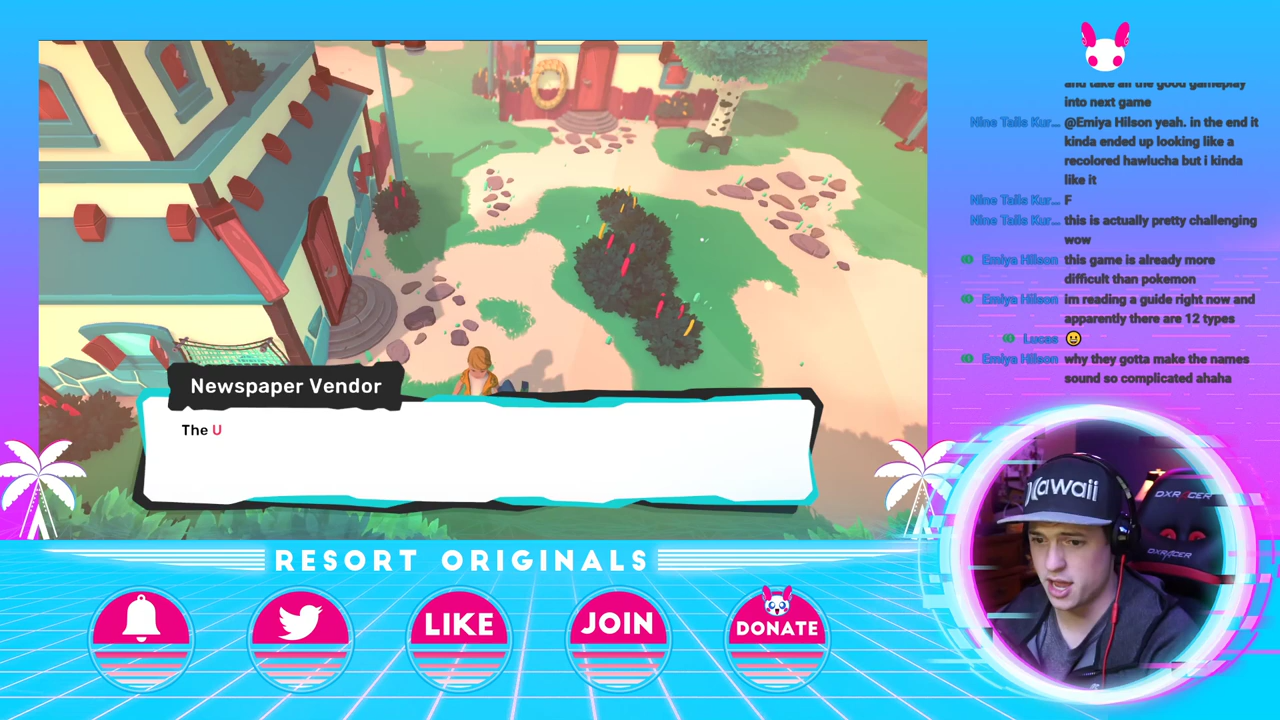 Newspaper Vendor
The U
and take all the good gameplay
into next game
Nine Tails Kur... @Emiya Hilson yeah. in the end it
kinda ended up looking like a
recolored hawlucha but i kinda
like it
Nine Tails Kur... F
Nine Tails Kur... this is actually pretty challenging
wow
Emiya Hilson this game is already more
difficult than pokemon
Emiya Hilson im reading a guide right now and
apparently there are 12 types
Lucas 😃
Emiya Hilson why they gotta make the names
sound so complicated ahaha
Hawaii
DXRACER
DXRACER
RESORT ORIGINALS
LIKE
JOIN
DONATE